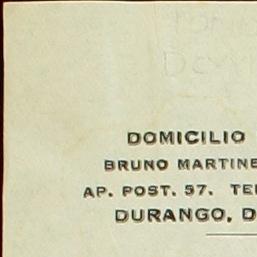 DOMICILIO
BRUNO MARTINE
AP. POST. 57. TE
DURANGO, D